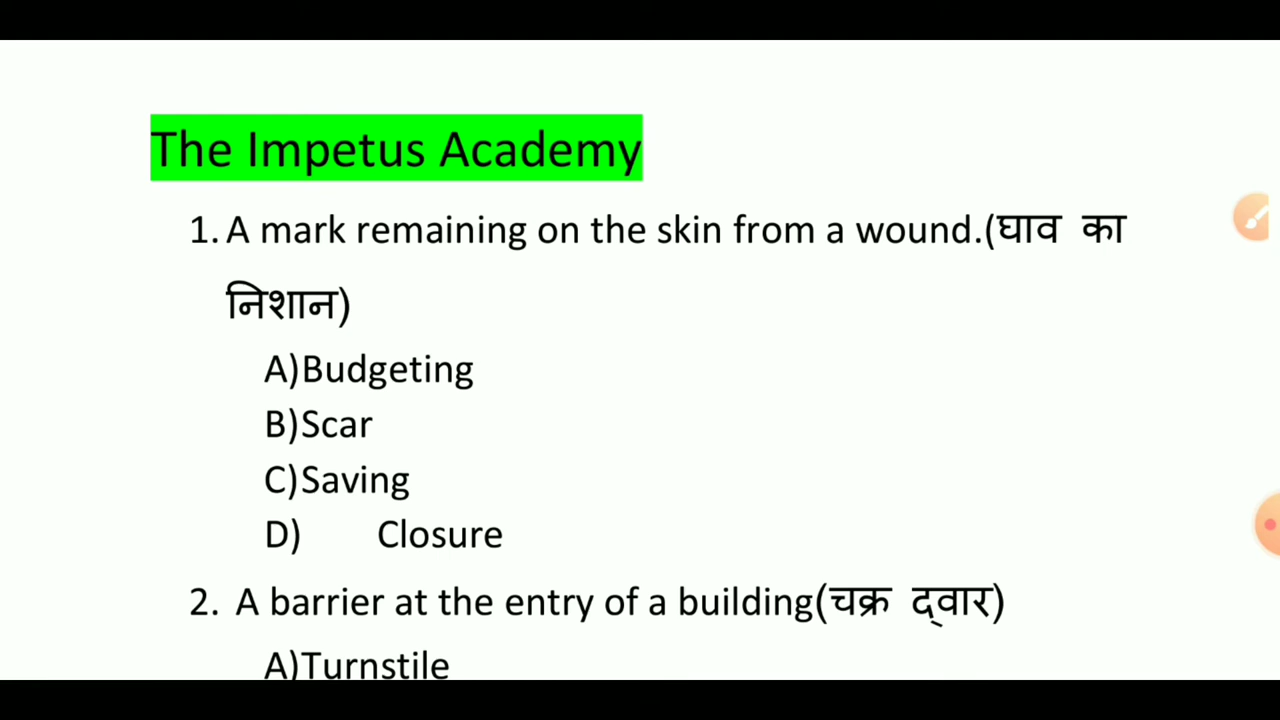 The Impetus Academy
1. A mark remaining on the skin from a wound.(घाव का
निशान)
A)Budgeting
B)Scar
C)Saving
D) Closure
2. A barrier at the entry of a building(चक्र द्वार)
A)Turnstile